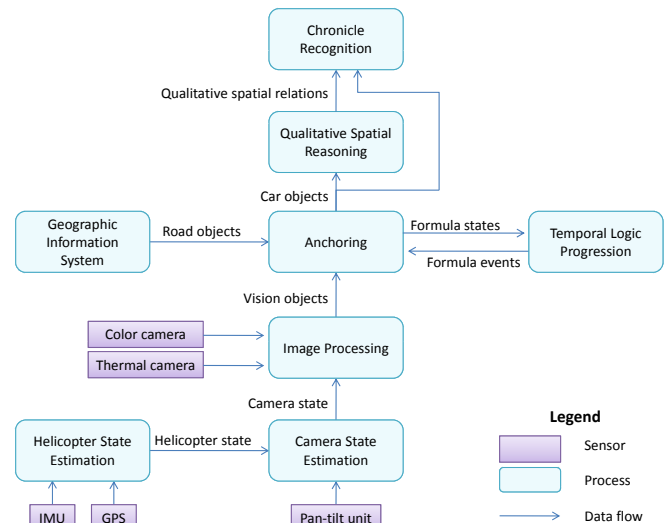 Chronicle
Recognition
Qualitative spatial relations
Qualitative Spatial
Reasoning
Car objects
Geographic
Information
System
Road objects
Anchoring
Formula states
Formula events
Temporal Logic
Progression
Vision objects
Color camera
Thermal camera
Image Processing
Camera state
Helicopter State
Estimation
Helicopter state
Camera State
Estimation
IMU
GPS
Pan-tilt unit
Legend
Sensor
Process
Data flow